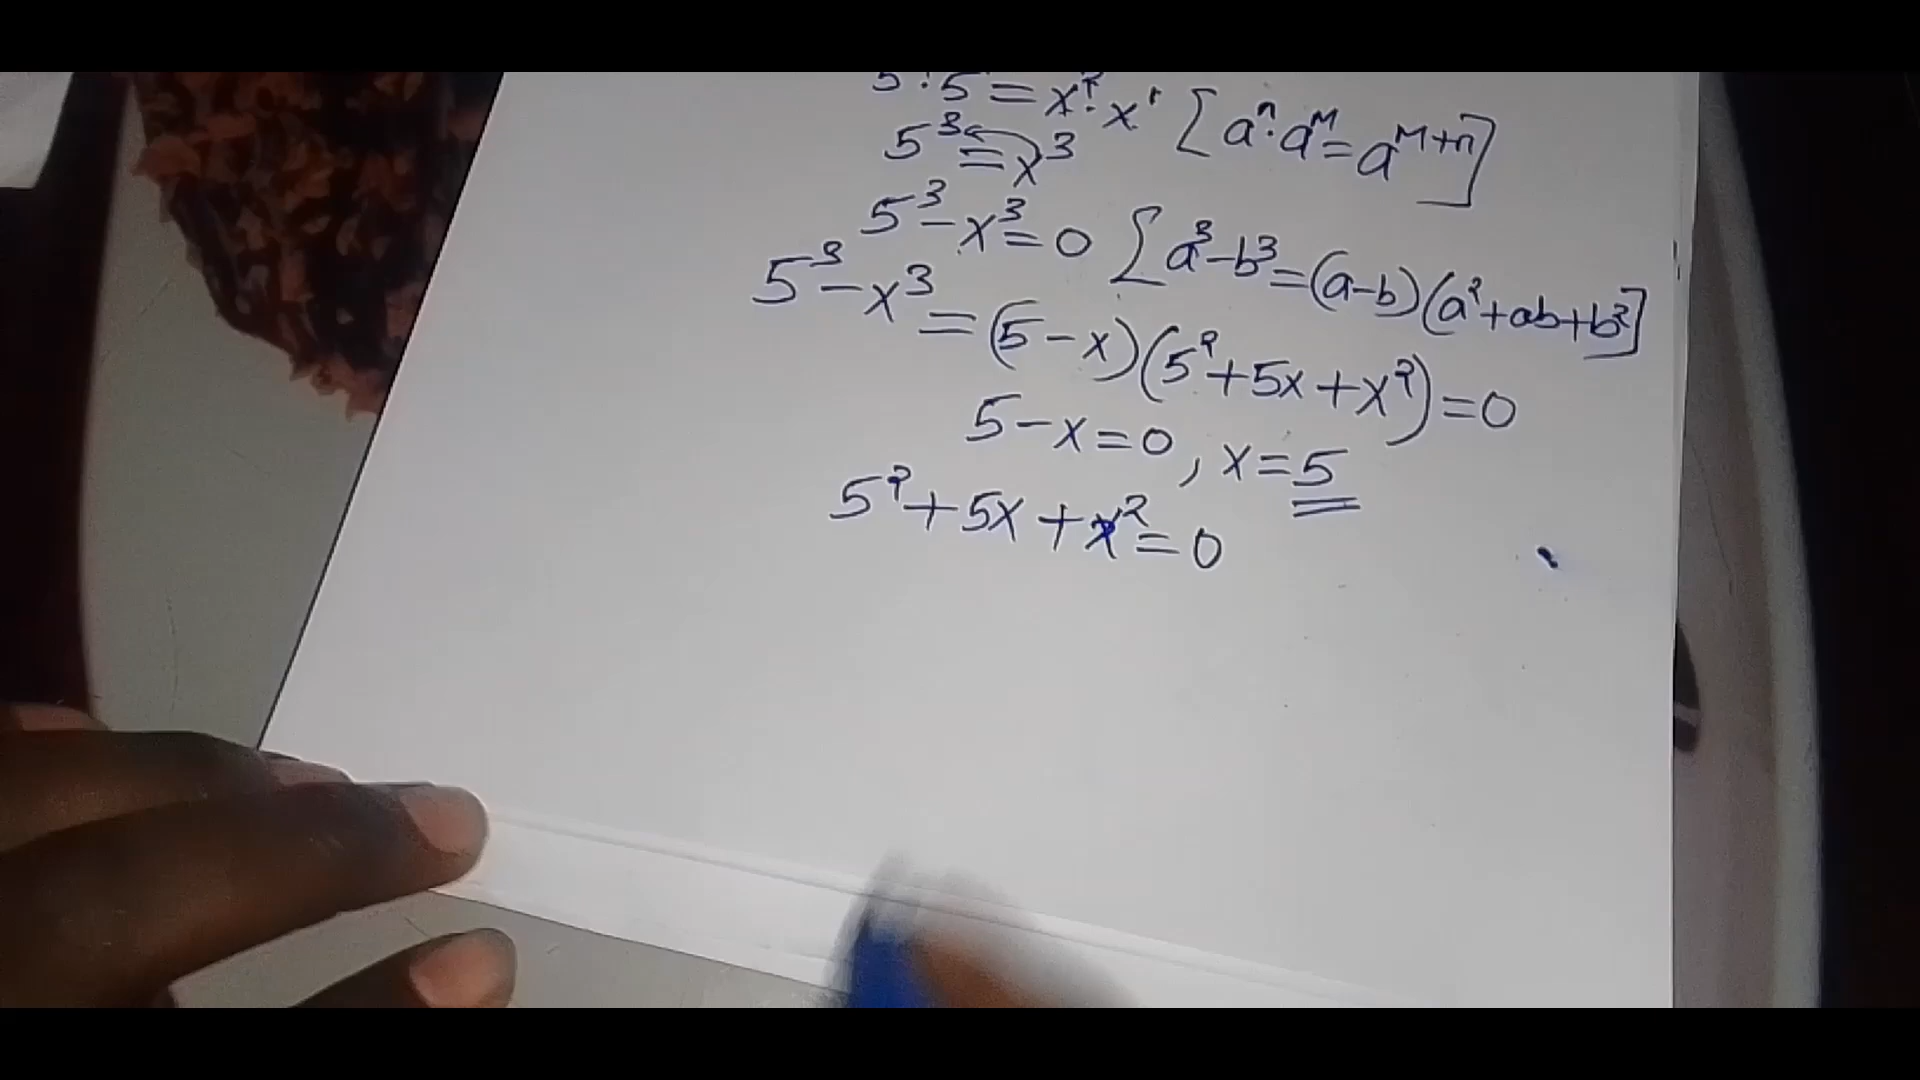 5 · 5 = x² · x¹ [aⁿ · aᴹ = aᴹ⁺ⁿ]
5³ = x³
5³ - x³ = 0 [a³ - b³ = (a - b)(a² + ab + b²]
5³ - x³ = (5 - x)(5² + 5x + x²) = 0
5 - x = 0, x = 5
5² + 5x + x² = 0